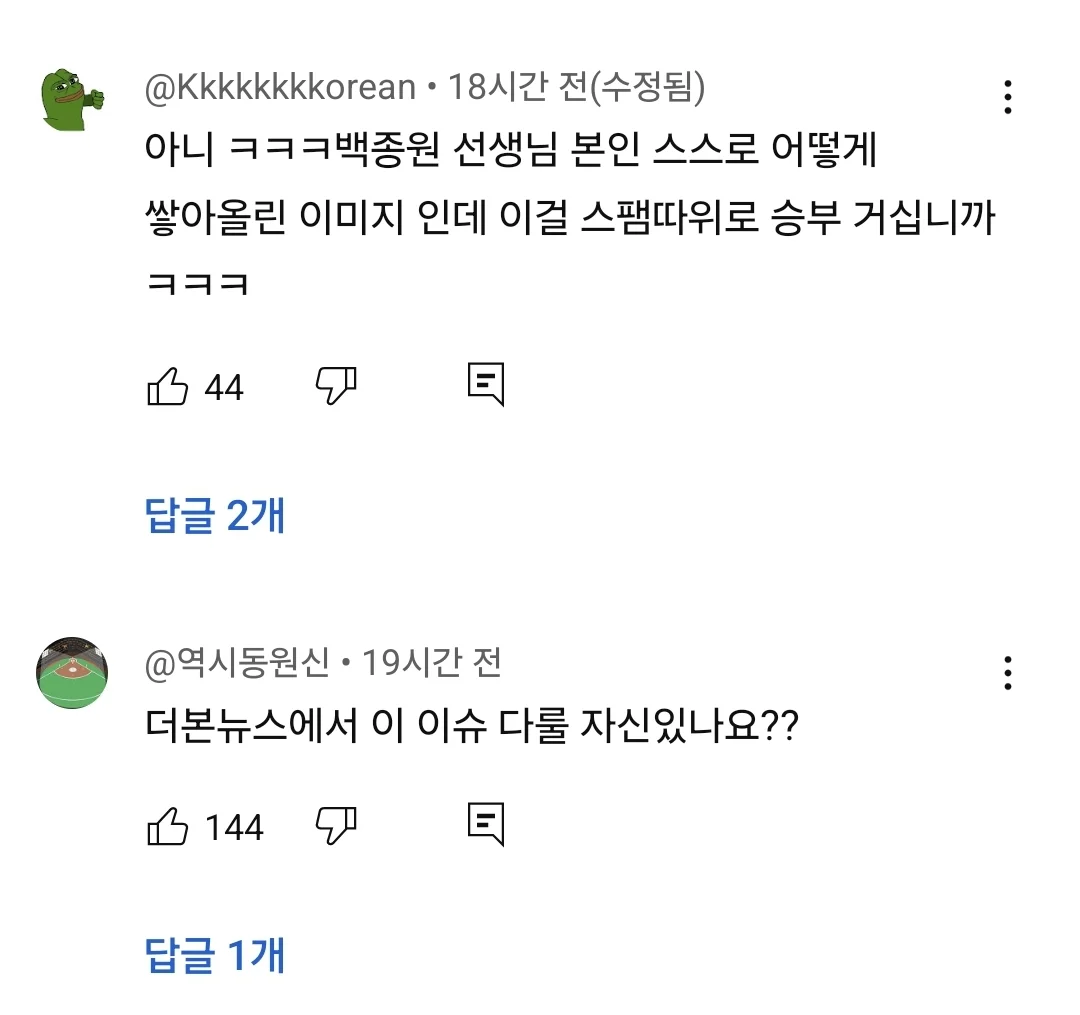 @Kkkkkkkkorean • 18시간 전(수정됨)
아니 ㅋㅋㅋ백종원 선생님 본인 스스로 어떻게
쌓아올린 이미지 인데 이걸 스팸따위로 승부 거십니까
ㅋㅋㅋ
44
답글 2개
@역시동원신 • 19시간 전
더본뉴스에서 이 이슈 다룰 자신있나요??
144
답글 1개